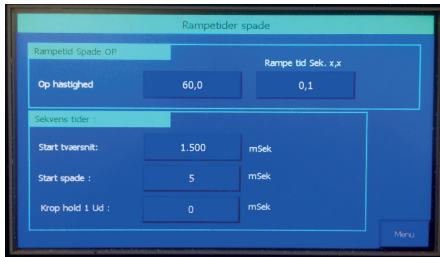 Rampetider spade
Rampetid Spade OP
Rampe tid Sek. x,x
Op hastighed 60,0 0,1
Sekvens tider :
Start tværsnit: 1.500 mSek
Start spade : 5 mSek
Krop hold 1 Ud : 0 mSek
Menu